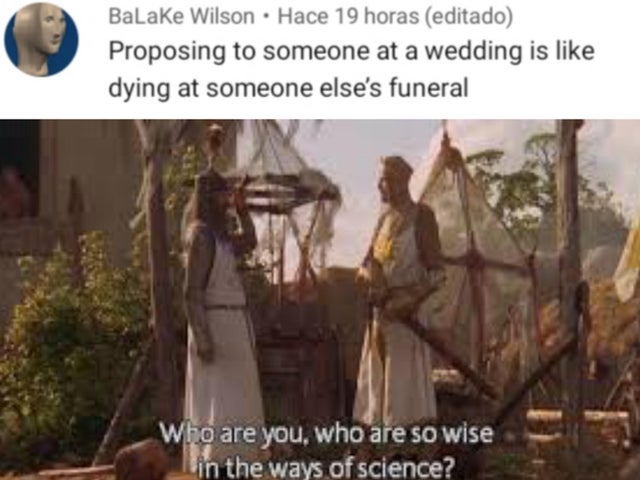 BaLaKe Wilson • Hace 19 horas (editado)
Proposing to someone at a wedding is like
dying at someone else's funeral
Who are you, who are so wise
in the ways of science?